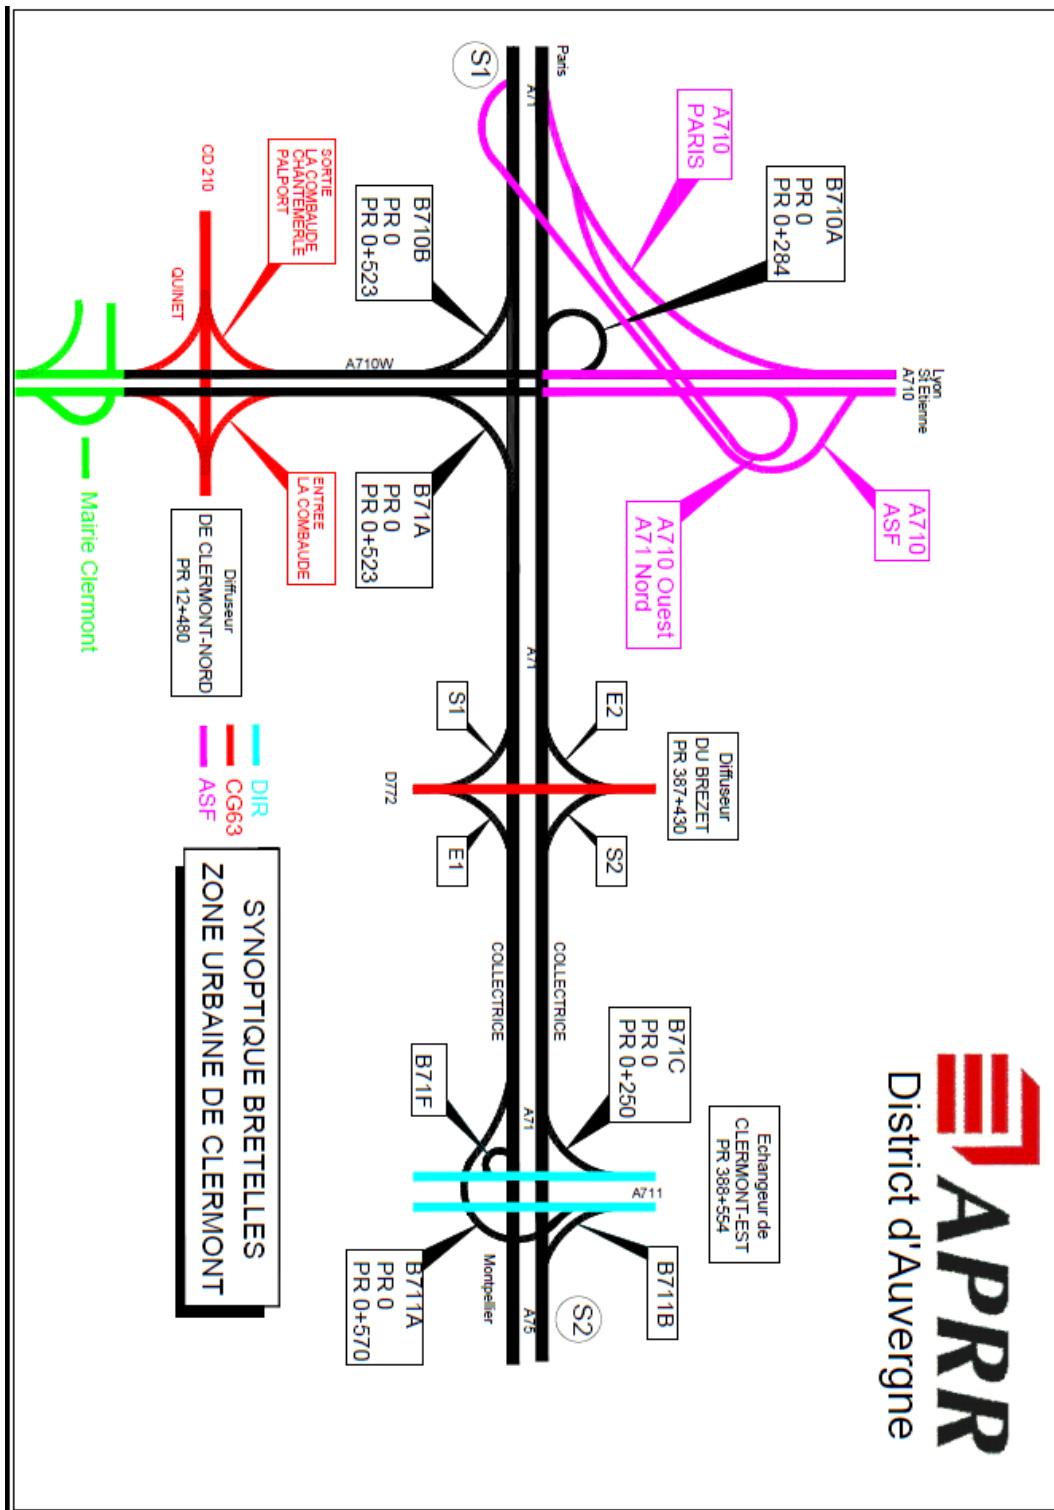 APRR
District d'Auvergne
Lyon
St Etienne
A710
A710
ASF
B710A
PR 0
PR 0+284
A710
PARIS
A710 Ouest
A71 Nord
Diffuseur
DU BREZET
PR 387+430
Echangeur de
CLERMONT-EST
PR 388+554
E2
S2
B71C
PR 0
PR 0+250
A711
B711B
Paris
S2
COLLECTRICE
A71
A71
A71
A75
S1
COLLECTRICE
Montpellier
B710B
PR 0
PR 0+523
A710W
B71A
PR 0
PR 0+523
S1
E1
D772
B71F
B711A
PR 0
PR 0+570
SORTIE
LA COMBAUDE
CHANTEMERLE
PALPORT
ENTREE
LA COMBAUDE
CD 210
QUINET
Diffuseur
DE CLERMONT-NORD
PR 12+480
DIR
CG63
ASF
SYNOPTIQUE BRETELLES
ZONE URBAINE DE CLERMONT
Mairie Clermont